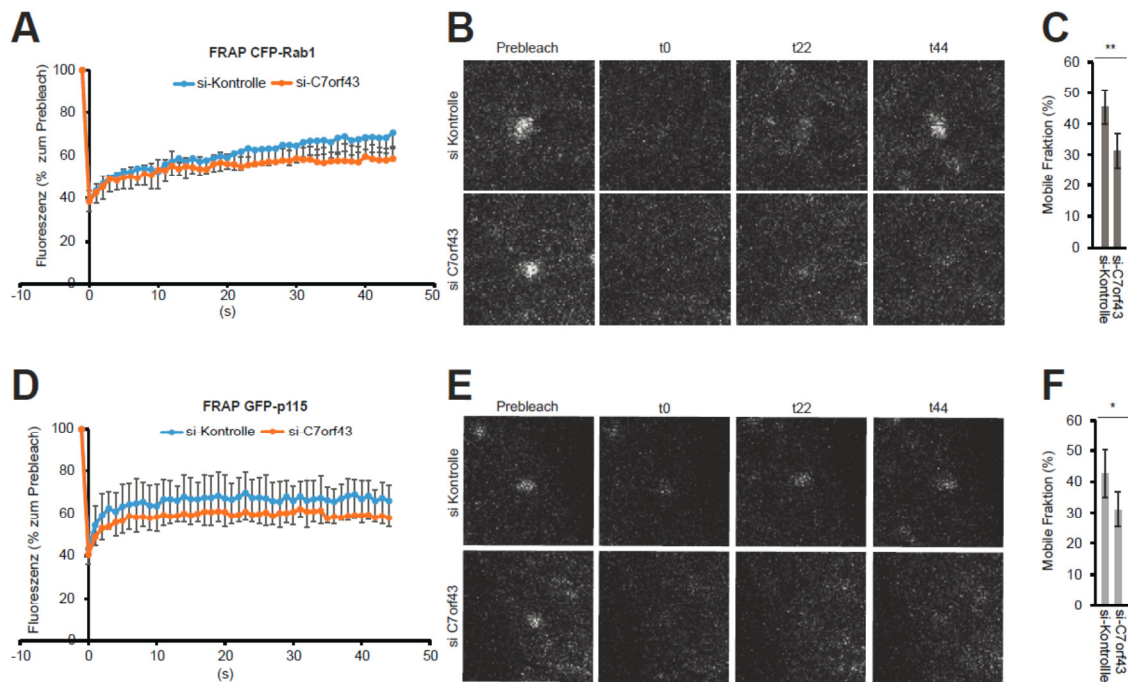 A
FRAP CFP-Rab1
si-Kontrolle
si-C7orf43
Fluoreszenz (% zum Prebleach)
100
80
60
40
20
0
-10
0
10
20
30
40
50
(s)
B
Prebleach
t0
t22
t44
si Kontrolle
si C7orf43
C
**
Mobile Fraktion (%)
60
50
40
30
20
10
0
si-Kontrolle
si-C7orf43
D
FRAP GFP-p115
si-Kontrolle
si-C7orf43
Fluoreszenz (% zum Prebleach)
100
80
60
40
20
0
-10
0
10
20
30
40
50
(s)
E
Prebleach
t0
t22
t44
si Kontrolle
si C7orf43
F
*
Mobile Fraktion (%)
60
50
40
30
20
10
0
si-Kontrollle
si-C7orf43